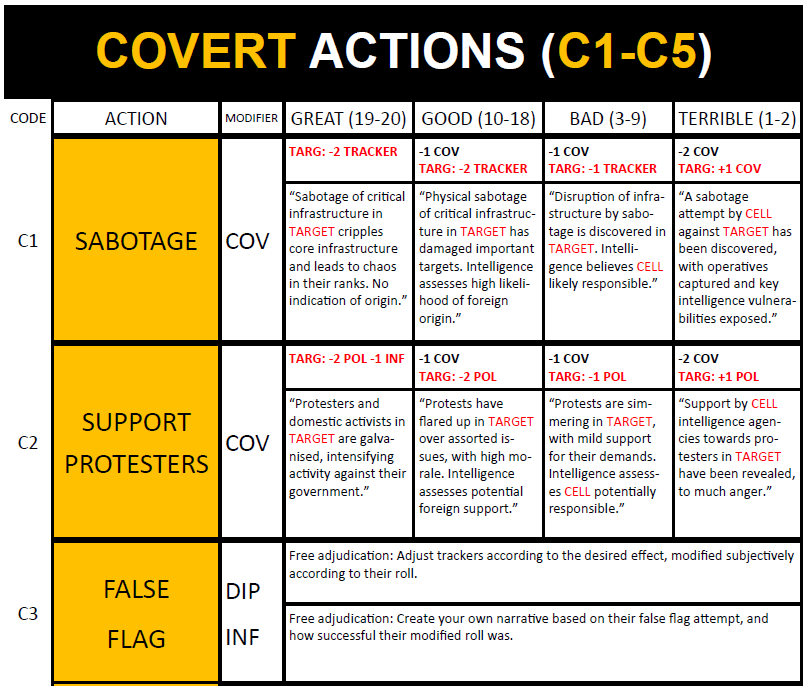 COVERT ACTIONS (C1-C5)
CODE ACTION MODIFIER GREAT (19-20) GOOD (10-18) BAD (3-9) TERRIBLE (1-2)
C1
SABOTAGE
COV
TARG: -2 TRACKER
“Sabotage of critical
infrastructure in
TARGET cripples
core infrastructure
and leads to chaos
in their ranks. No
indication of origin.”
-1 COV
TARG: -2 TRACKER
“Physical sabotage
of critical infrastruc-
ture in TARGET has
damaged important
targets. Intelligence
assesses high likeli-
hood of foreign
origin.”
-1 COV
TARG: -1 TRACKER
“Disruption of infra-
structure by sabo-
tage is discovered in
TARGET. Intelli-
gence believes CELL
likely responsible.”
-2 COV
TARG: +1 COV
“A sabotage
attempt by CELL
against TARGET has
been discovered,
with operatives
captured and key
intelligence vulnera-
bilities exposed.”
C2
SUPPORT
PROTESTERS
COV
TARG: -2 POL -1 INF
“Protesters and
domestic activists in
TARGET are galva-
nised, intensifying
activity against their
government.”
-1 COV
TARG: -2 POL
“Protests have
flared up in TARGET
over assorted is-
sues, with high mo-
rale. Intelligence
assesses potential
foreign support.”
-1 COV
TARG: -1 POL
“Protests are sim-
mering in TARGET,
with mild support
for their demands.
Intelligence assess-
es CELL potentially
responsible.”
-2 COV
TARG: +1 POL
“Support by CELL
intelligence agen-
cies towards pro-
testers in TARGET
have been revealed,
to much anger.”
C3
FALSE
FLAG
DIP
INF
Free adjudication: Adjust trackers according to the desired effect, modified subjectively
according to their roll.
Free adjudication: Create your own narrative based on their false flag attempt, and
how successful their modified roll was.